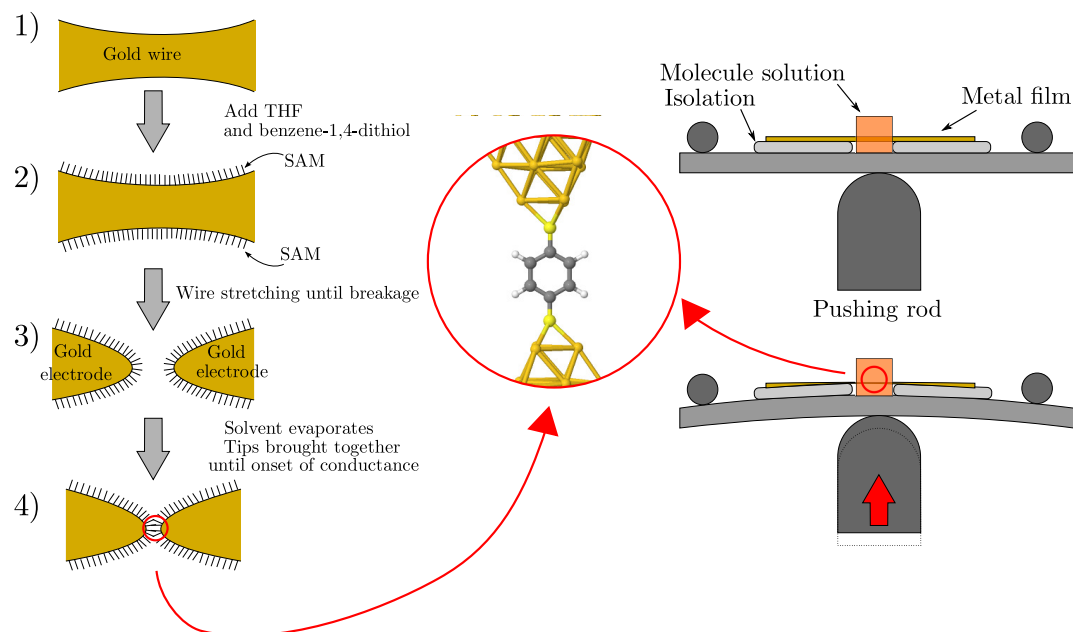 1)
Gold wire
Add THF
and benzene-1,4-dithiol
2)
SAM
SAM
Wire stretching until breakage
3)
Gold
electrode
Gold
electrode
Solvent evaporates
Tips brought together
until onset of conductance
4)
Molecule solution
Isolation
Metal film
Pushing rod